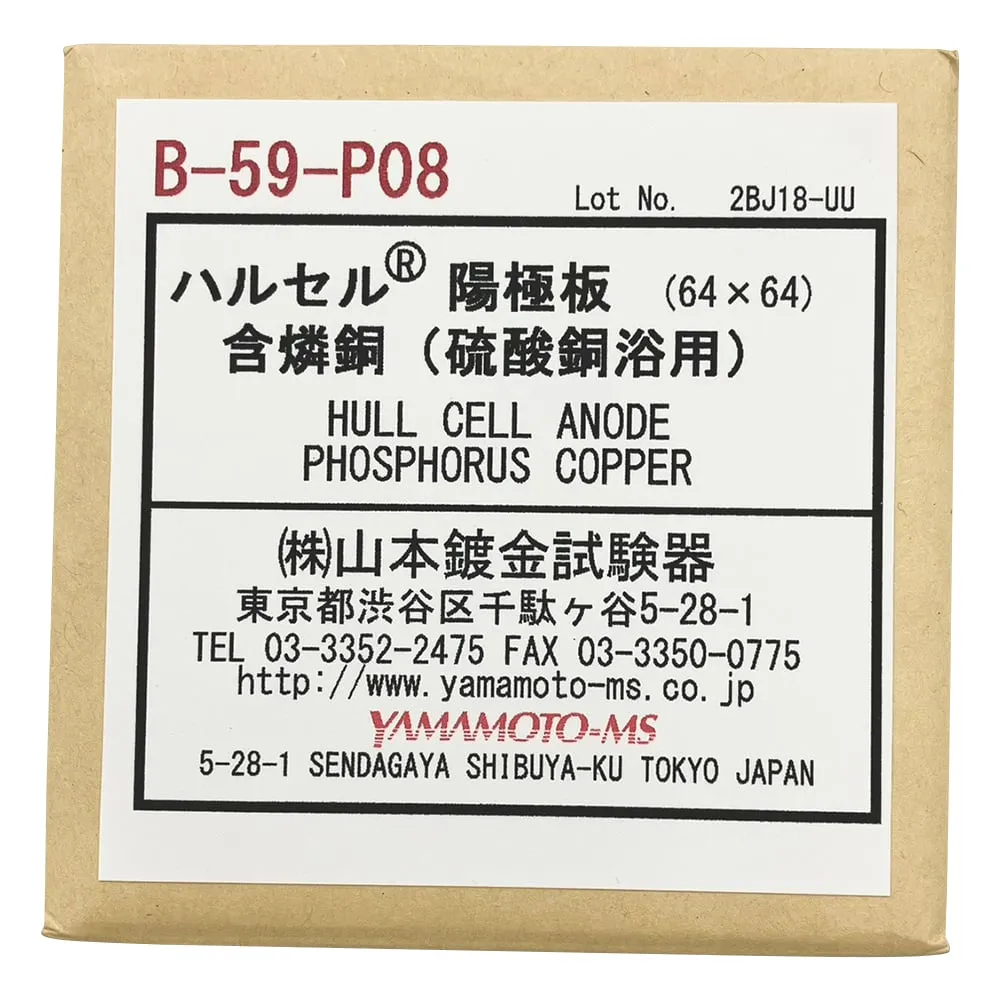 B-59-P08
Lot No. 2BJ18-UU
ハルセル® 陽極板 (64×64)
含燐銅（硫酸銅浴用）
HULL CELL ANODE
PHOSPHORUS COPPER
㈱山本鍍金試験器
東京都渋谷区千駄ヶ谷5-28-1
TEL 03-3352-2475 FAX 03-3350-0775
http://www.yamamoto-ms.co.jp
YAMAMOTO-MS
5-28-1 SENDAGAYA SHIBUYA-KU TOKYO JAPAN